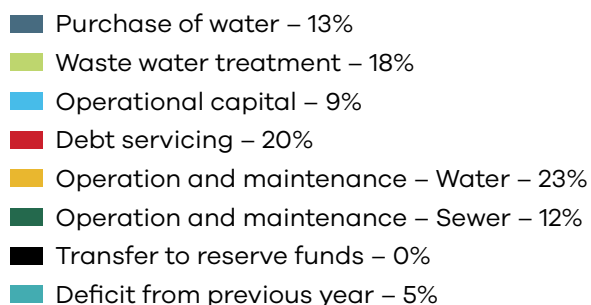 Purchase of water – 13%
Waste water treatment – 18%
Operational capital – 9%
Debt servicing – 20%
Operation and maintenance – Water – 23%
Operation and maintenance – Sewer – 12%
Transfer to reserve funds – 0%
Deficit from previous year – 5%